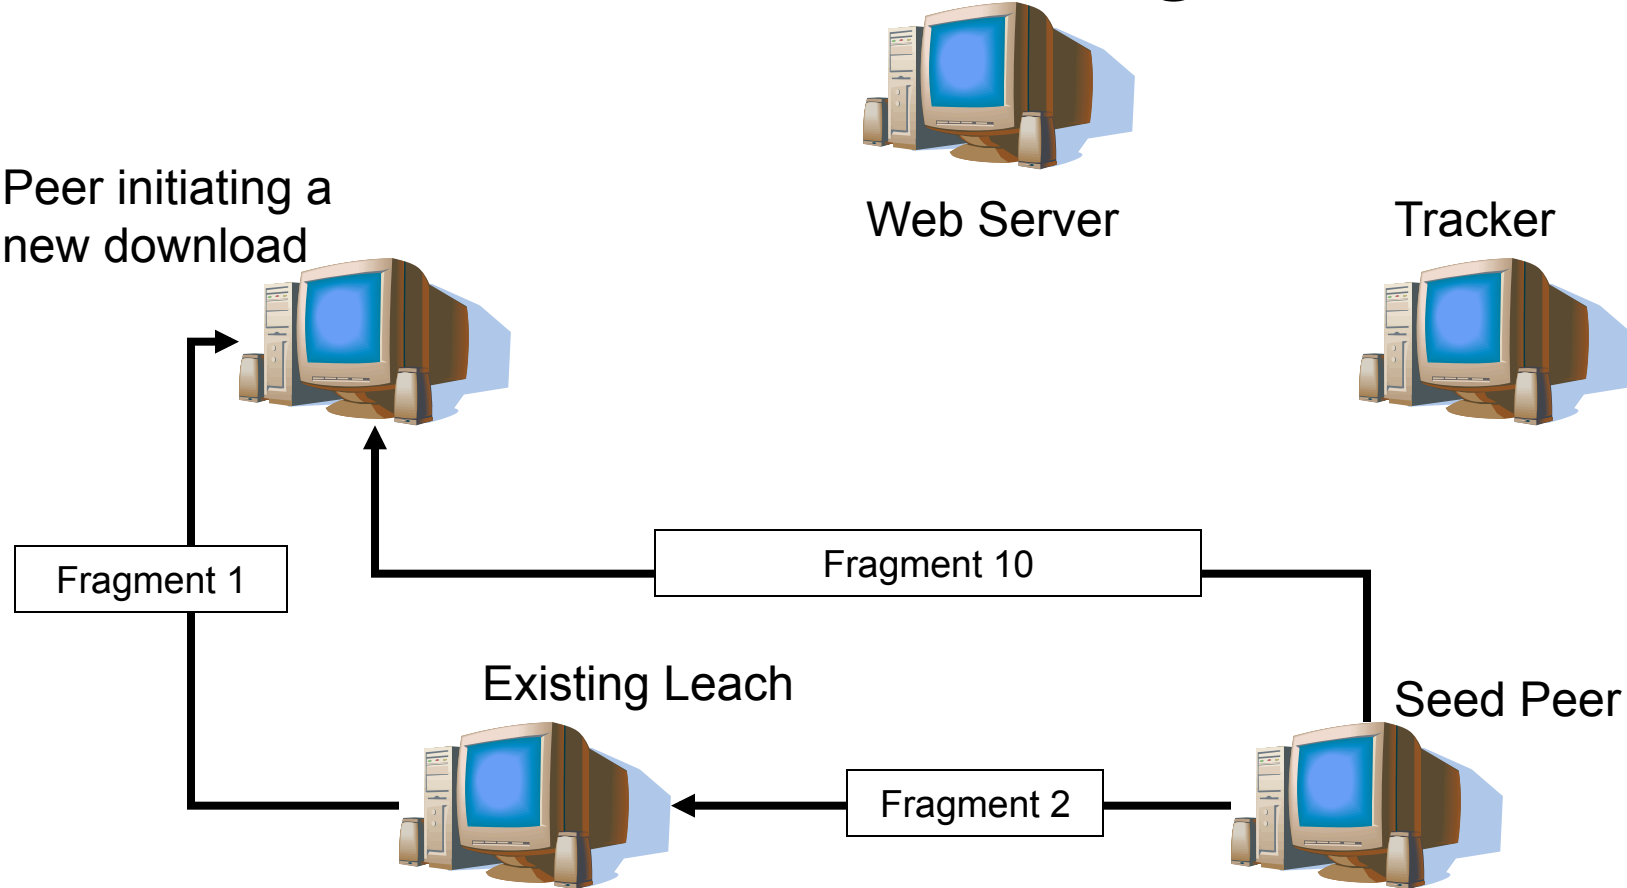 Peer initiating a
new download
Web Server
Tracker
Fragment 1
Fragment 10
Existing Leach
Seed Peer
Fragment 2